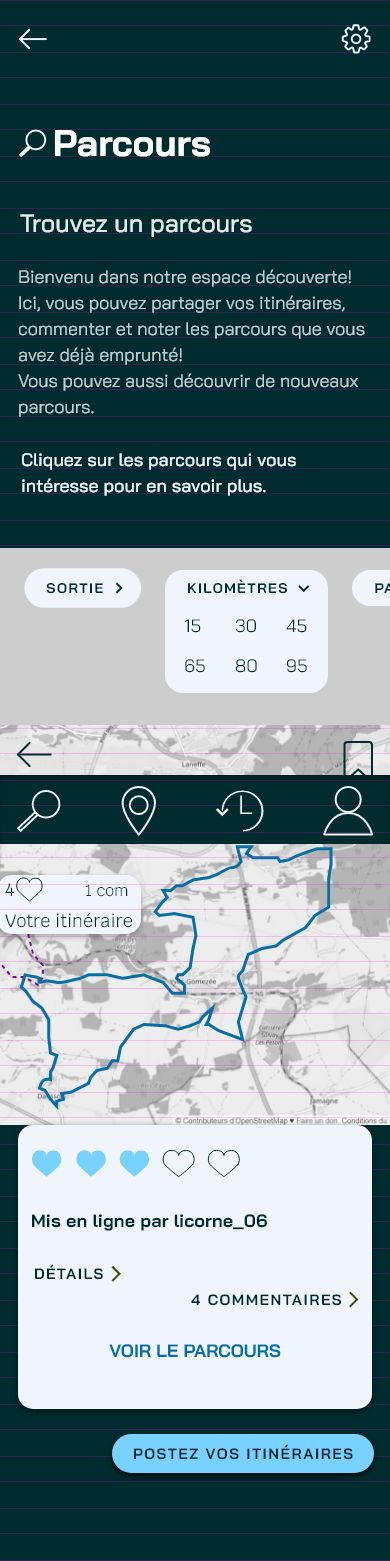 Parcours
Trouvez un parcours
Bienvenu dans notre espace découverte!
Ici, vous pouvez partager vos itinéraires,
commenter et noter les parcours que vous
avez déjà emprunté!
Vous pouvez aussi découvrir de nouveaux
parcours.
Cliquez sur les parcours qui vous
intéresse pour en savoir plus.
SORTIE
KILOMÈTRES
PA
15 30 45
65 80 95
Laneffe
4 1 com
Votre itinéraire
Gomezée
N5
Jamagne
© Contributeurs d'OpenStreetMap ♥ Faire un don. Conditions du
Mis en ligne par licorne_06
DÉTAILS
4 COMMENTAIRES
VOIR LE PARCOURS
POSTEZ VOS ITINÉRAIRES